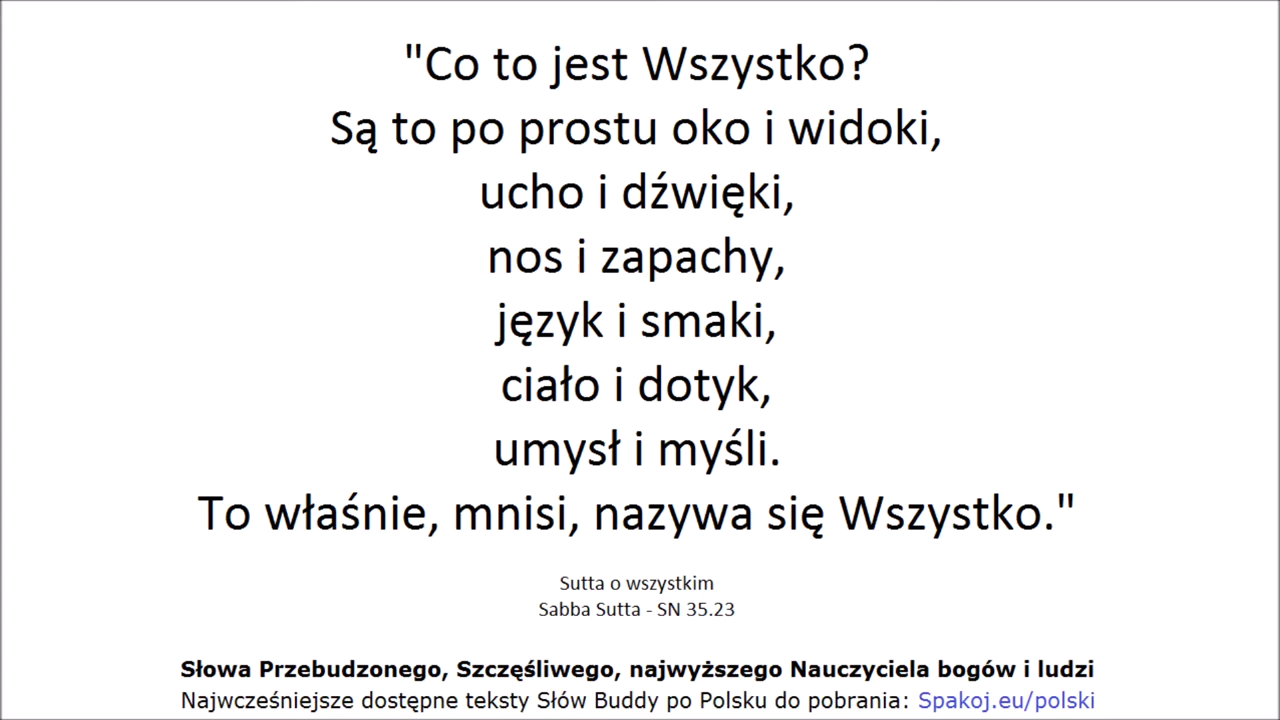 "Co to jest Wszystko?
Są to po prostu oko i widoki,
ucho i dźwięki,
nos i zapachy,
język i smaki,
ciało i dotyk,
umysł i myśli.
To właśnie, mnisi, nazywa się Wszystko."
Sutta o wszystkim
Sabba Sutta - SN 35.23
Słowa Przebudzonego, Szczęśliwego, najwyższego Nauczyciela bogów i ludzi
Najwcześniejsze dostępne teksty Słów Buddy po Polsku do pobrania: Spakoj.eu/polski